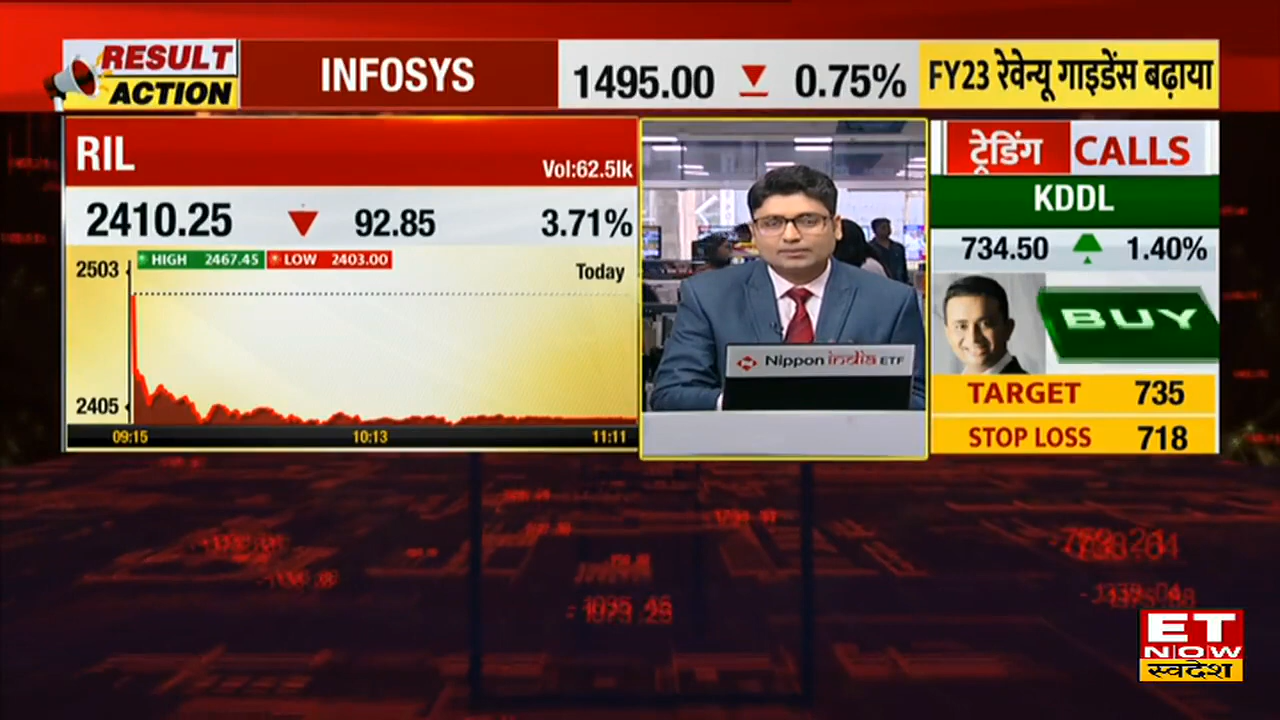 RESULT
ACTION
INFOSYS
1495.00 0.75%
FY23 रेवेन्यू गाइडेंस बढ़ाया
RIL
Vol:62.5lk
2410.25 92.85 3.71%
HIGH 2467.45 LOW 2403.00
Today
2503
2405
09:15 10:13 11:11
Nippon india ETF
ट्रेडिंग CALLS
KDDL
734.50 1.40%
BUY
TARGET 735
STOP LOSS 718
ET
NOW
स्वदेश